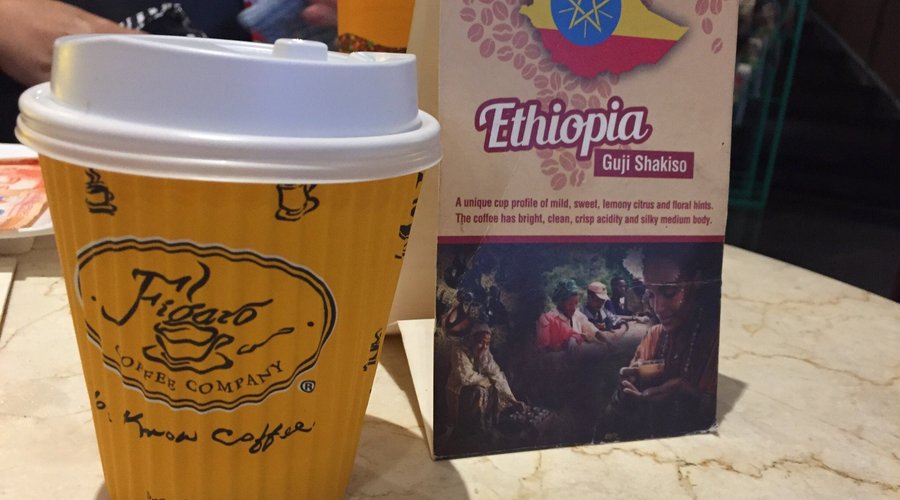 Figaro
COFFEE COMPANY
®
Know Coffee
Ethiopia
Guji Shakiso
A unique cup profile of mild, sweet, lemony citrus and floral hints.
The coffee has bright, clean, crisp acidity and silky medium body.